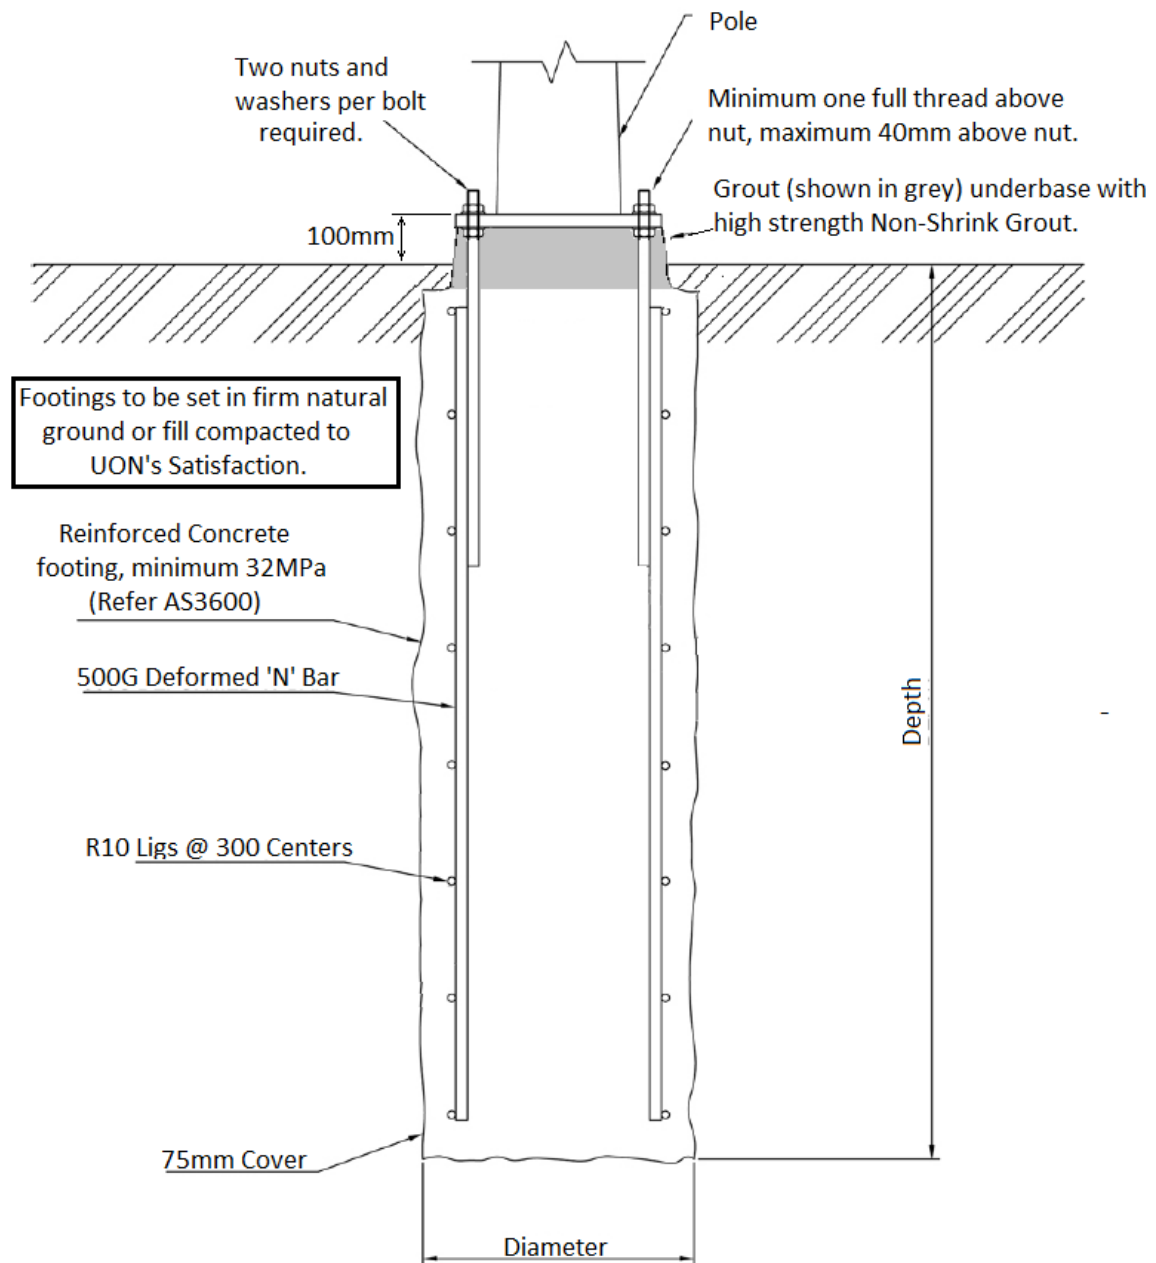 Pole
Two nuts and
washers per bolt
required.
Minimum one full thread above
nut, maximum 40mm above nut.
Grout (shown in grey) underbase with
high strength Non-Shrink Grout.
100mm
Footings to be set in firm natural
ground or fill compacted to
UON's Satisfaction.
Reinforced Concrete
footing, minimum 32MPa
(Refer AS3600)
500G Deformed 'N' Bar
Depth
R10 Ligs @ 300 Centers
75mm Cover
Diameter